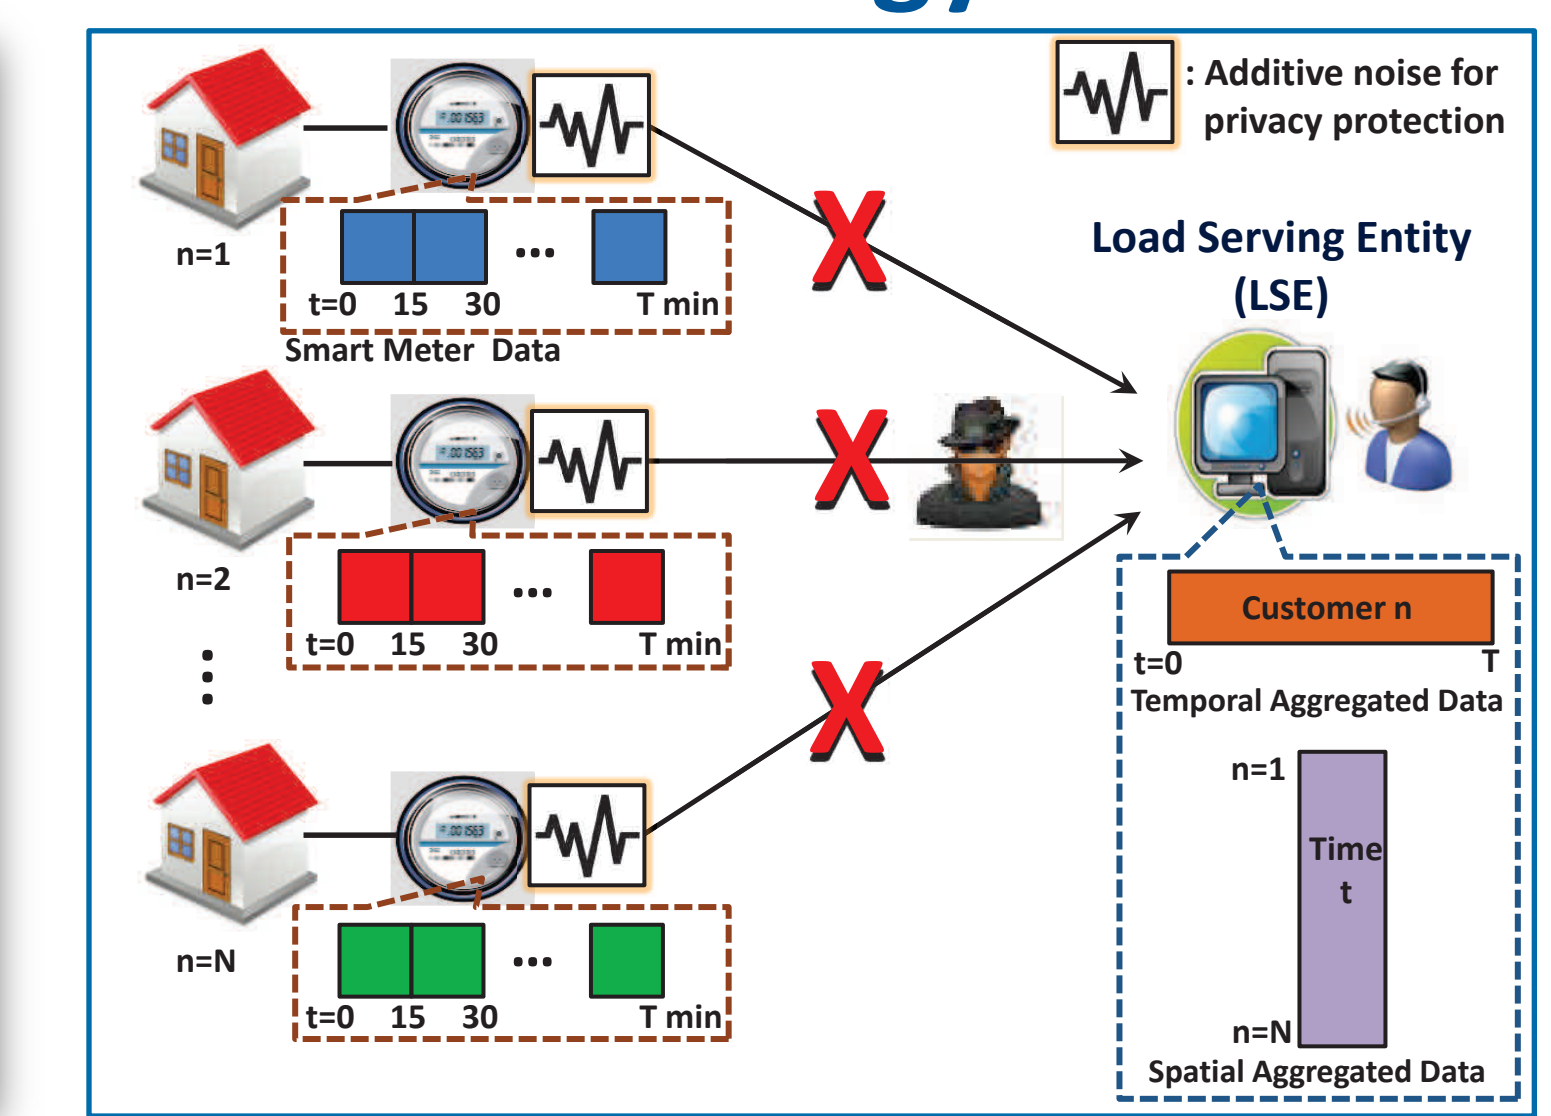 : Additive noise for
privacy protection
n=1
t=0 15 30 T min
Smart Meter Data
Load Serving Entity
(LSE)
n=2
t=0 15 30 T min
n=N
t=0 15 30 T min
X
X
X
Customer n
t=0 T
Temporal Aggregated Data
n=1
Time
t
n=N
Spatial Aggregated Data